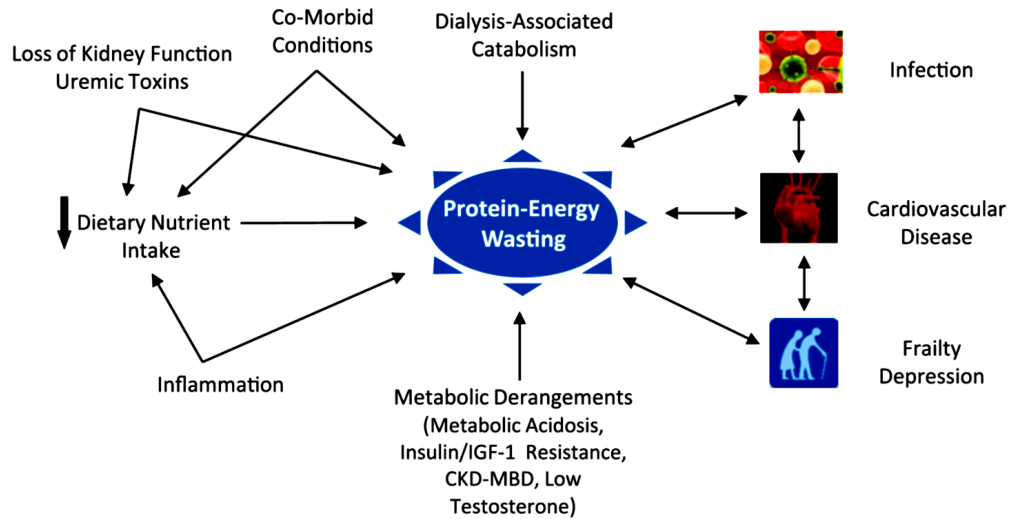 Co-Morbid
Conditions
Dialysis-Associated
Catabolism
Loss of Kidney Function
Uremic Toxins
Infection
Dietary Nutrient
Intake
Protein-Energy
Wasting
Cardiovascular
Disease
Inflammation
Frailty
Depression
Metabolic Derangements
(Metabolic Acidosis,
Insulin/IGF-1 Resistance,
CKD-MBD, Low
Testosterone)